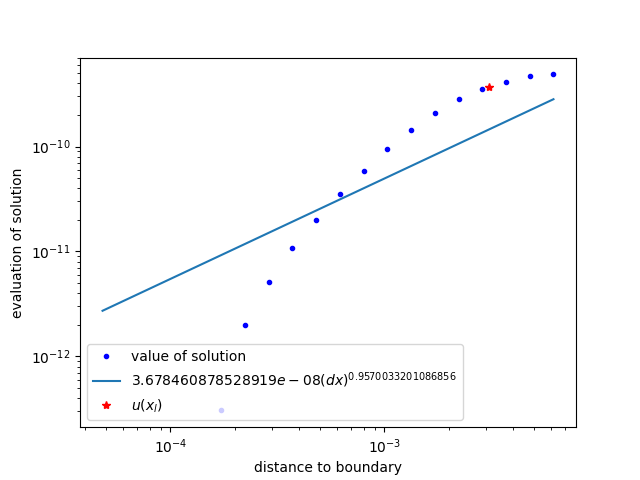 evaluation of solution
10⁻¹⁰
10⁻¹¹
10⁻¹²
value of solution
3.678460878528919e − 08(dx)^0.9570033201086856
u(x_l)
10⁻⁴
10⁻³
distance to boundary